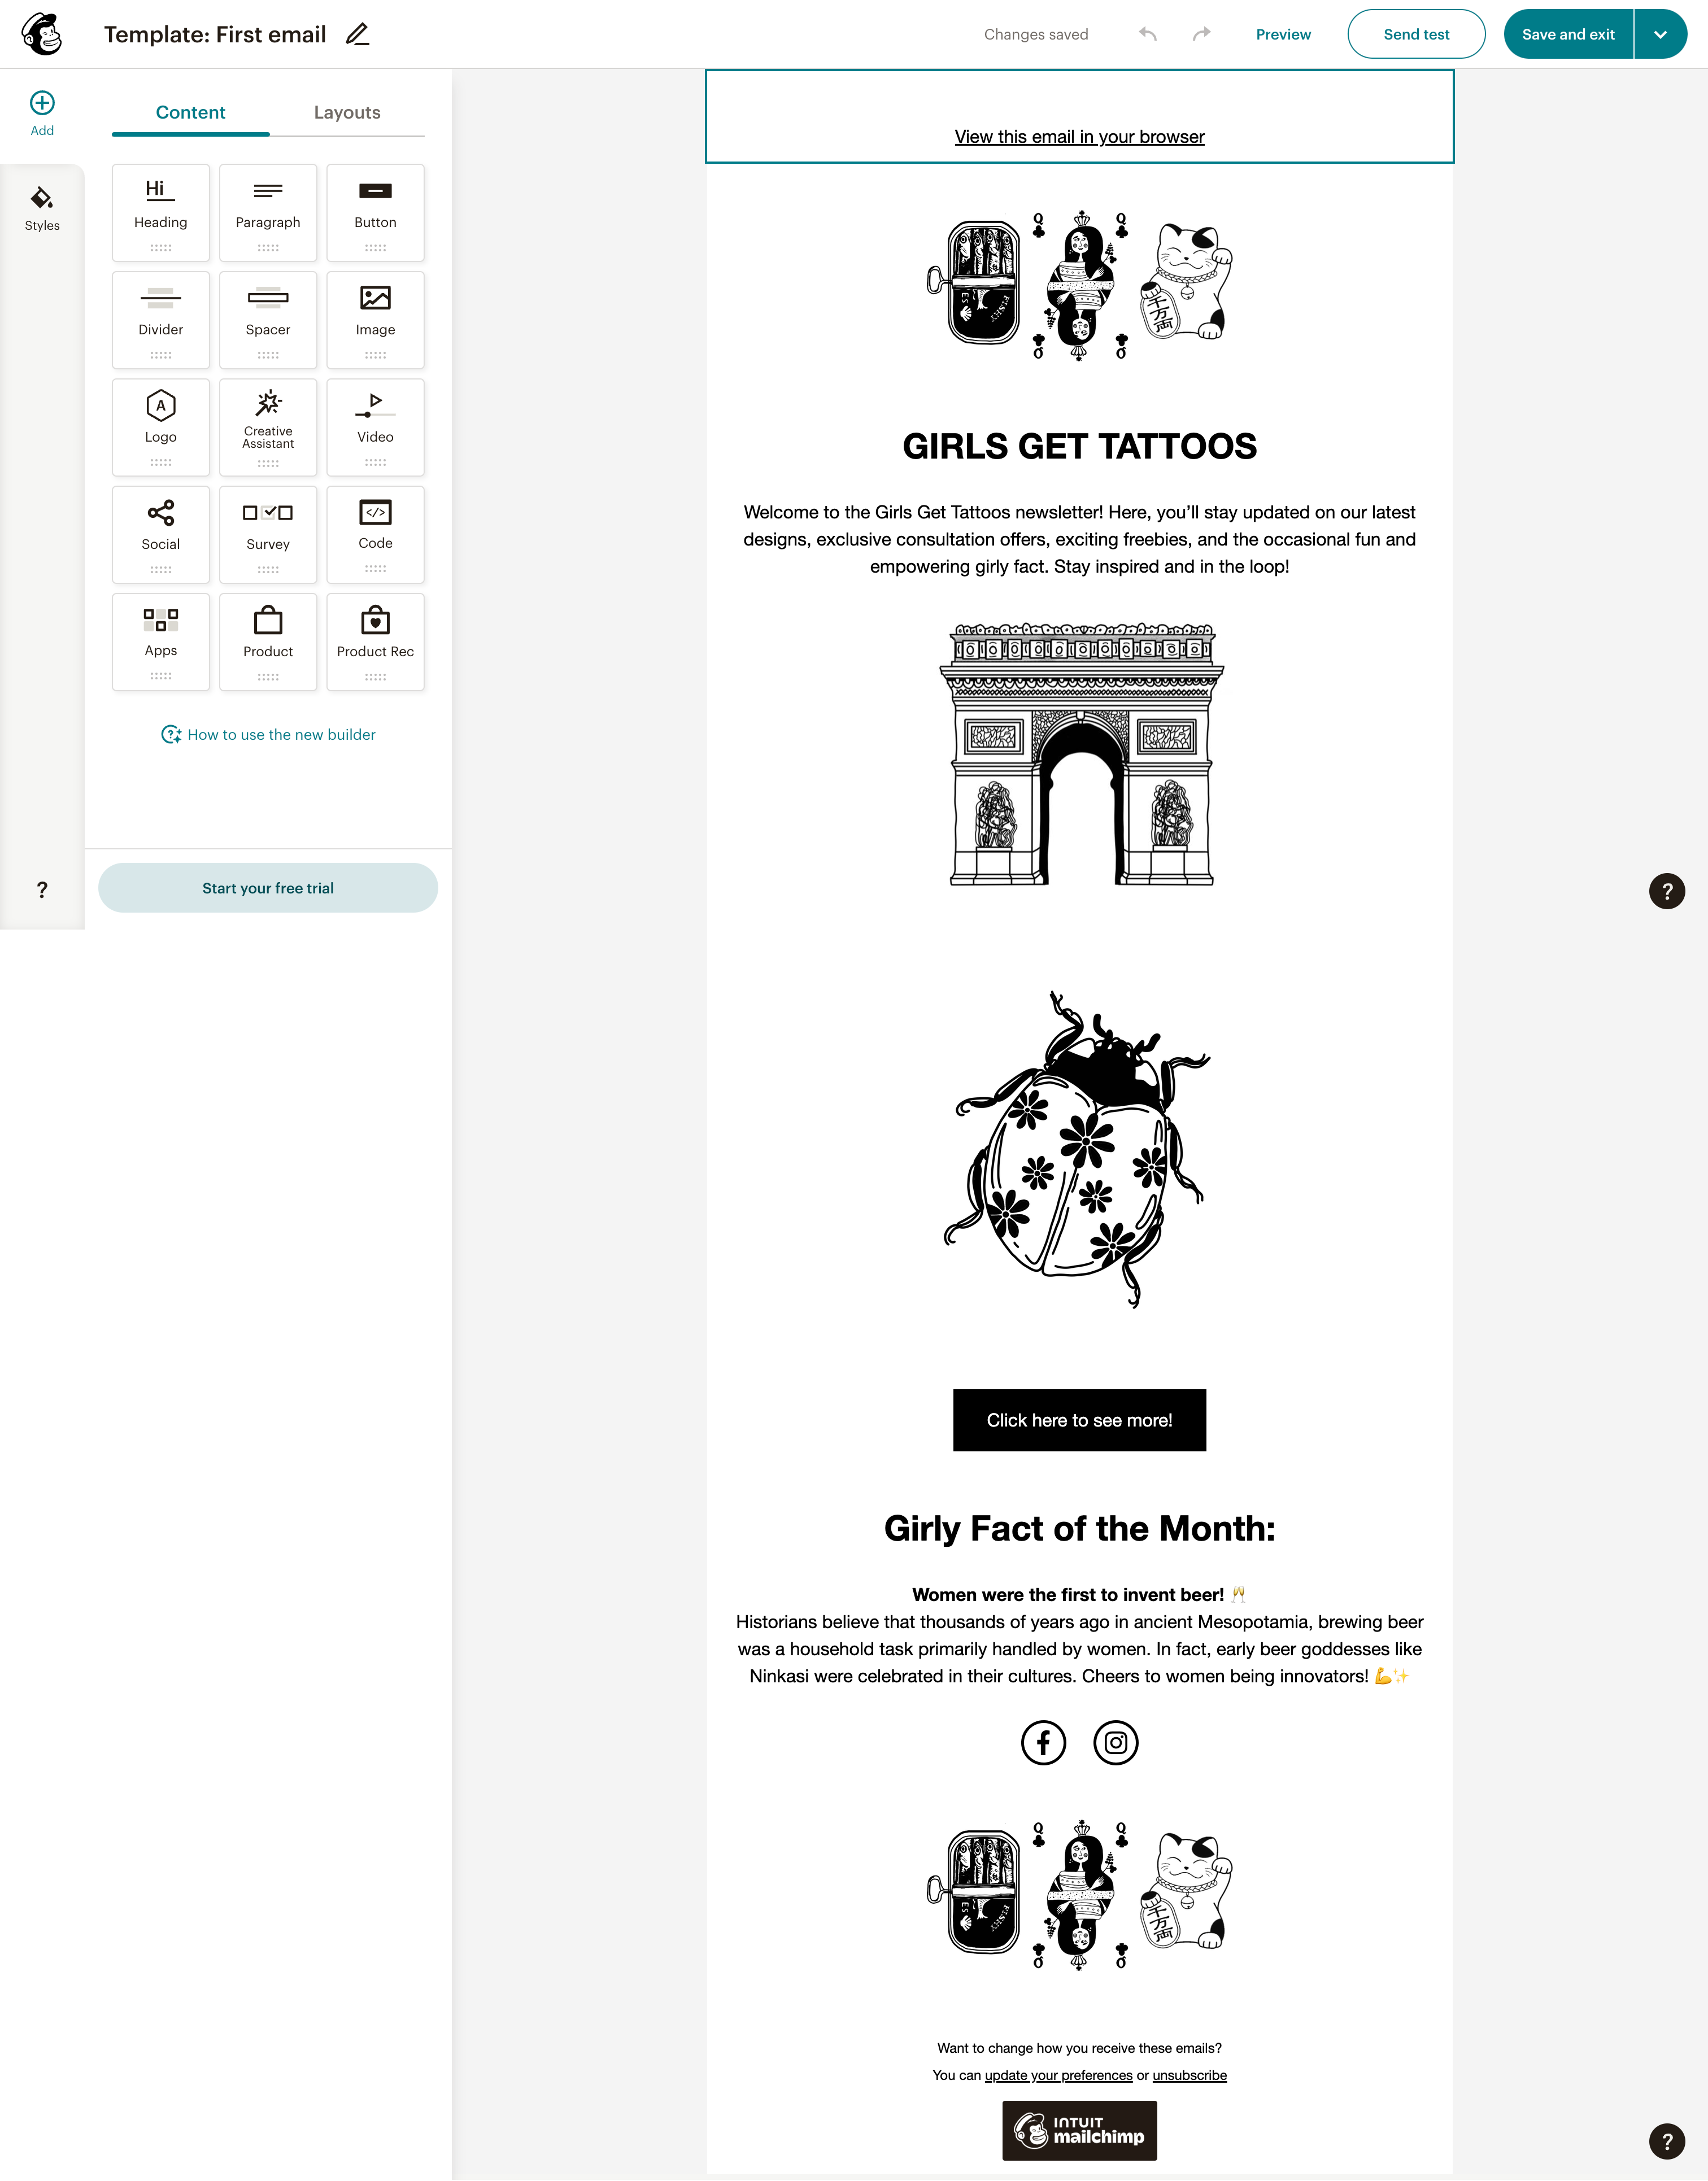 Template: First email
Changes saved
Preview
Send test
Save and exit
Add
Styles
?
Content
Layouts
Hi
Heading
Paragraph
Button
Divider
Spacer
Image
A
Logo
Creative
Assistant
Video
Social
Survey
</>
Code
Apps
Product
Product Rec
How to use the new builder
Start your free trial
View this email in your browser
Q Q
千万両
Q Q
GIRLS GET TATTOOS
Welcome to the Girls Get Tattoos newsletter! Here, you’ll stay updated on our latest
designs, exclusive consultation offers, exciting freebies, and the occasional fun and
empowering girly fact. Stay inspired and in the loop!
?
Click here to see more!
Girly Fact of the Month:
Women were the first to invent beer! 🥂
Historians believe that thousands of years ago in ancient Mesopotamia, brewing beer
was a household task primarily handled by women. In fact, early beer goddesses like
Ninkasi were celebrated in their cultures. Cheers to women being innovators! 💪✨
Q Q
千万両
Q Q
Want to change how you receive these emails?
You can update your preferences or unsubscribe
INTUIT
mailchimp
?